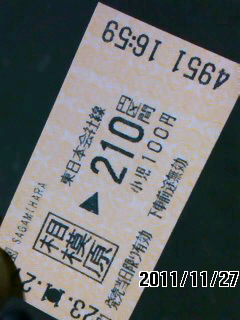 SAGAMIHARA
相模原
東日本会社線
▶ 210円区間
小児100円
発売当日限り有効
下車前途無効
4951 16:59
2011/11/27